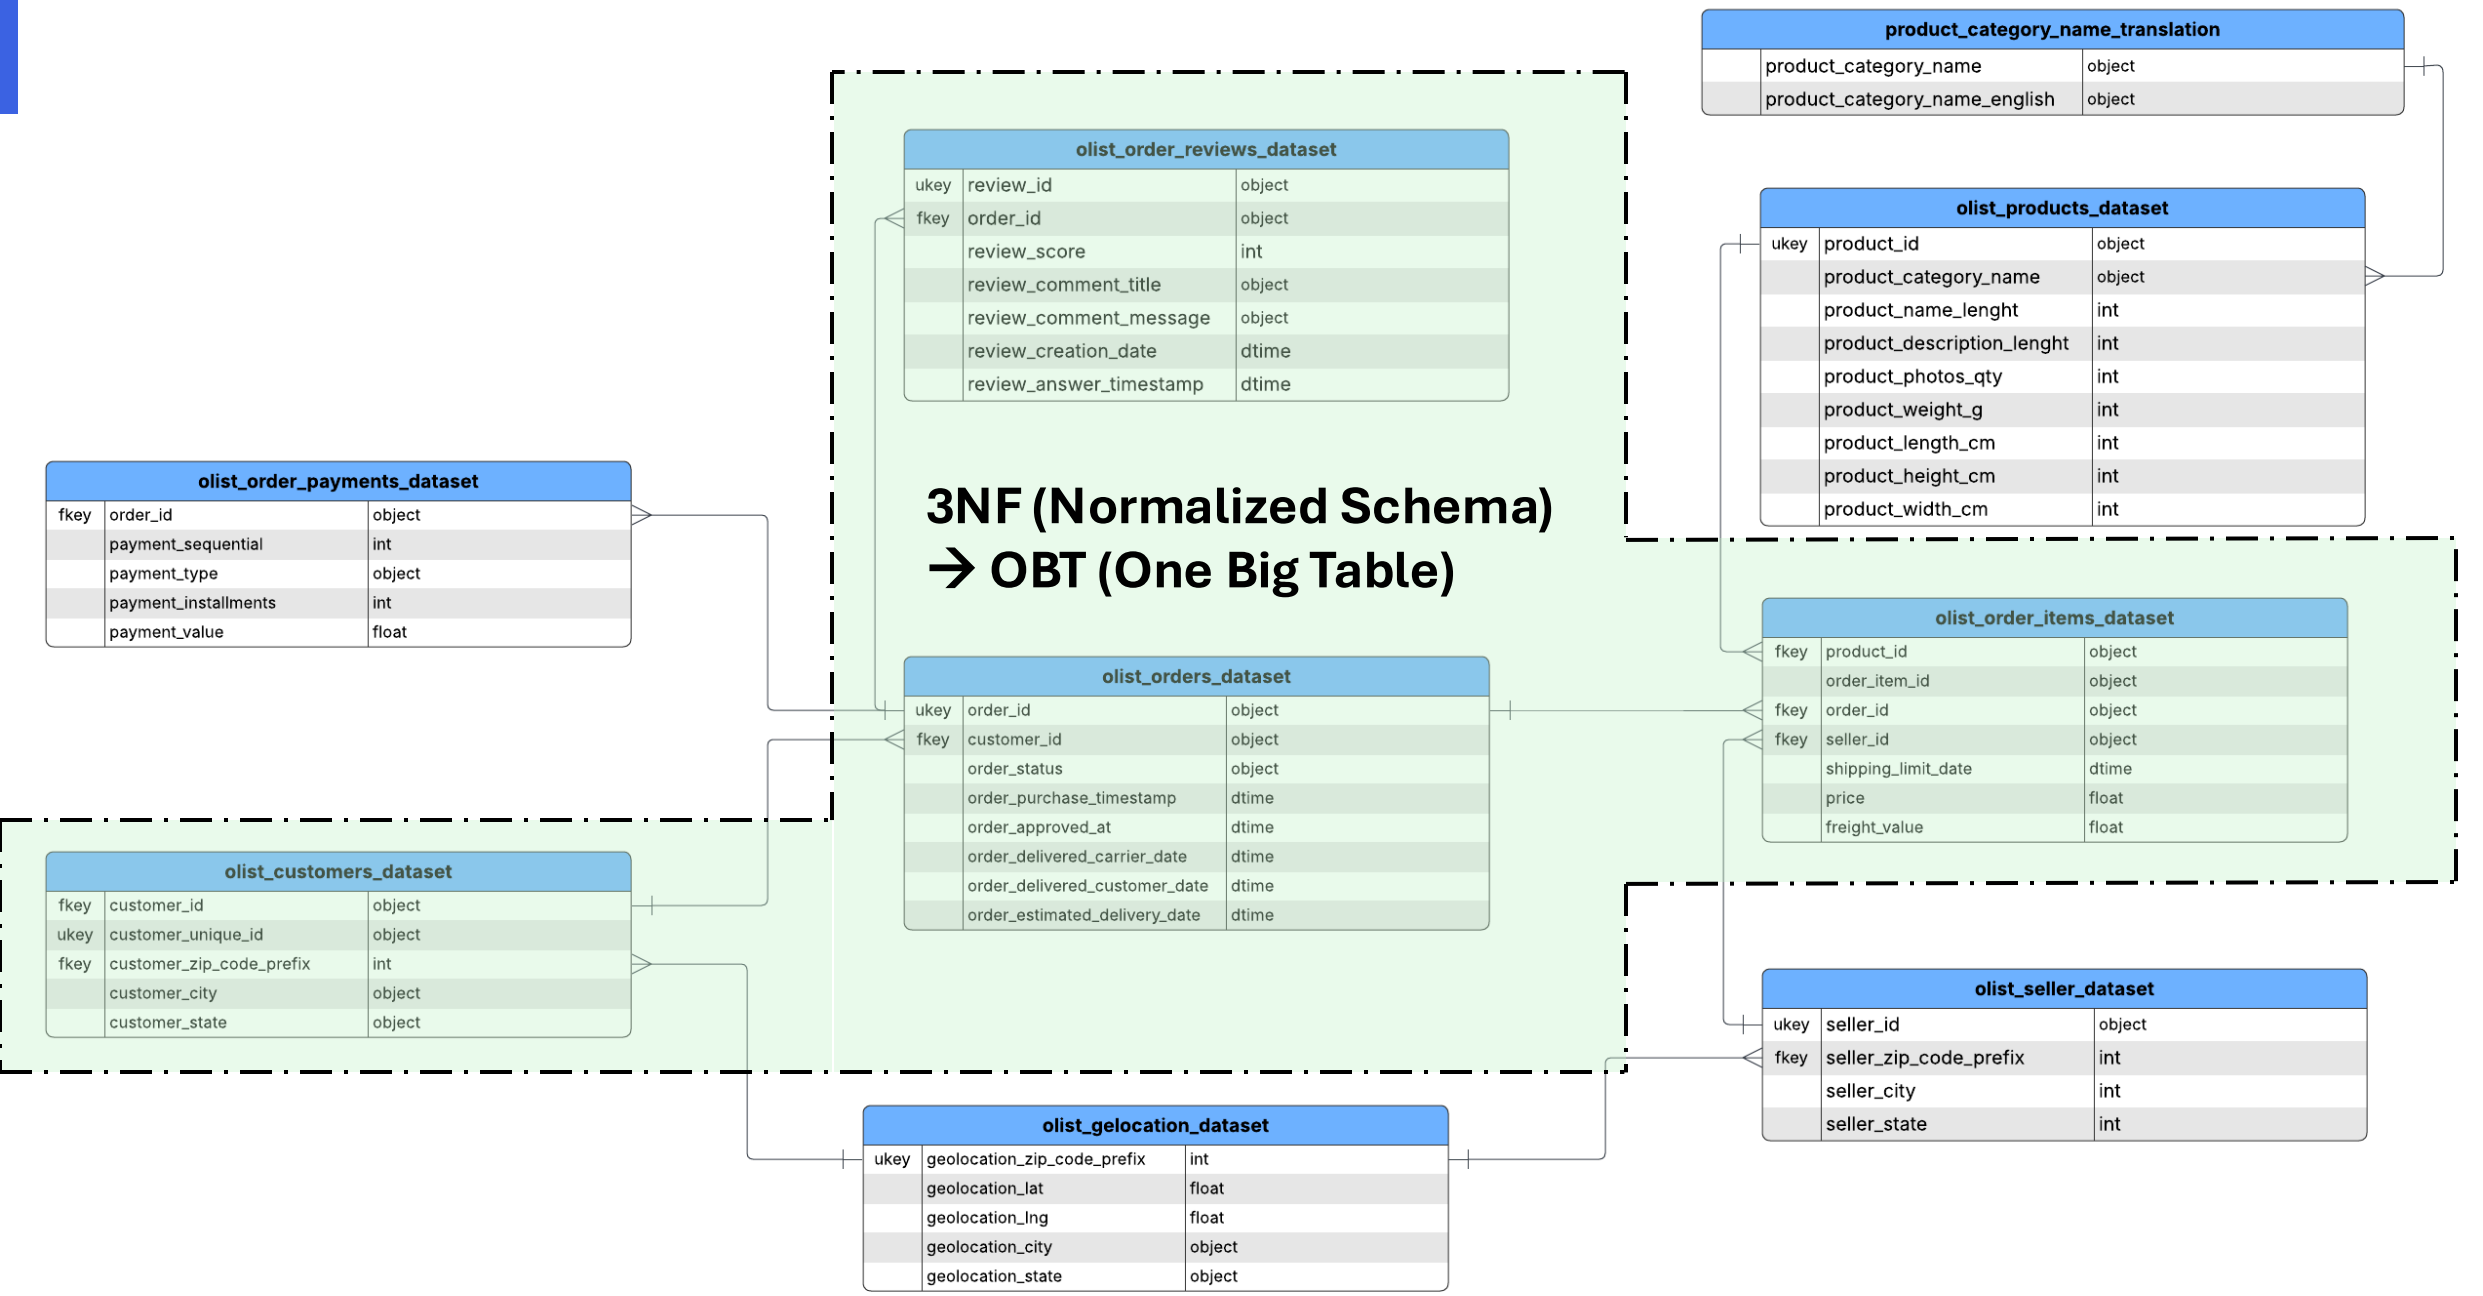 product_category_name_translation
product_category_name object
product_category_name_english object
olist_order_reviews_dataset
ukey review_id object
fkey order_id object
review_score int
review_comment_title object
review_comment_message object
review_creation_date dtime
review_answer_timestamp dtime
olist_products_dataset
ukey product_id object
product_category_name object
product_name_lenght int
product_description_lenght int
product_photos_qty int
product_weight_g int
product_length_cm int
product_height_cm int
product_width_cm int
olist_order_payments_dataset
fkey order_id object
payment_sequential int
payment_type object
payment_installments int
payment_value float
3NF (Normalized Schema)
→ OBT (One Big Table)
olist_orders_dataset
ukey order_id object
fkey customer_id object
order_status object
order_purchase_timestamp dtime
order_approved_at dtime
order_delivered_carrier_date dtime
order_delivered_customer_date dtime
order_estimated_delivery_date dtime
olist_order_items_dataset
fkey product_id object
order_item_id object
fkey order_id object
fkey seller_id object
shipping_limit_date dtime
price float
freight_value float
olist_customers_dataset
fkey customer_id object
ukey customer_unique_id object
fkey customer_zip_code_prefix int
customer_city object
customer_state object
olist_seller_dataset
ukey seller_id object
fkey seller_zip_code_prefix int
seller_city int
seller_state int
olist_gelocation_dataset
ukey geolocation_zip_code_prefix int
geolocation_lat float
geolocation_lng float
geolocation_city object
geolocation_state object